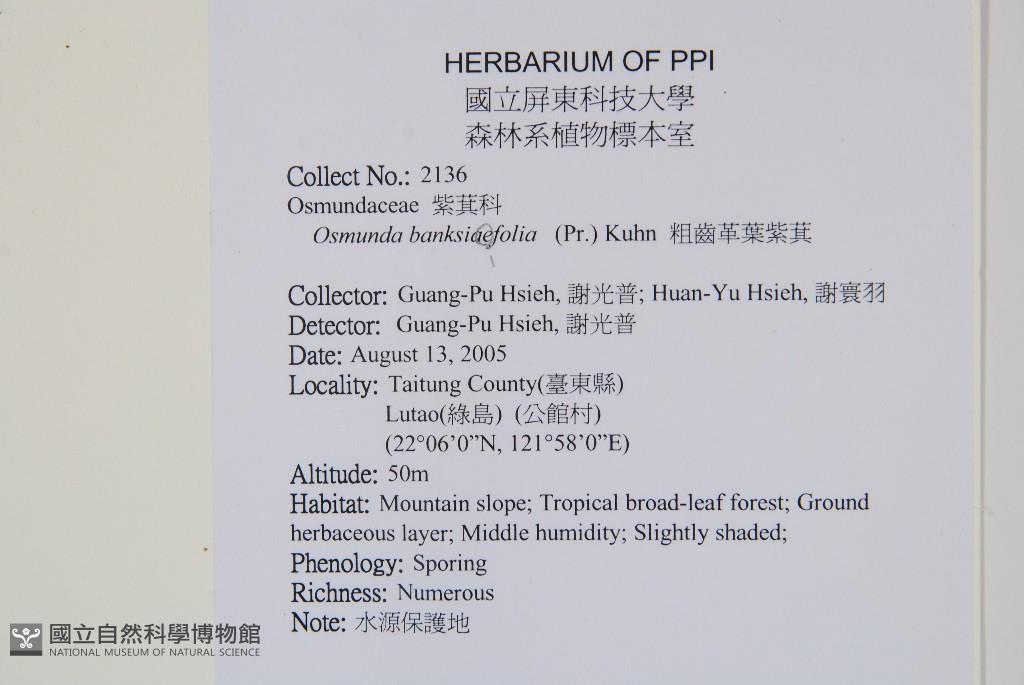 HERBARIUM OF PPI
國立屏東科技大學
森林系植物標本室
Collect No.: 2136
Osmundaceae 紫萁科
Osmunda banksiaefolia (Pr.) Kuhn 粗齒革葉紫萁
Collector: Guang-Pu Hsieh, 謝光普; Huan-Yu Hsieh, 謝寰羽
Detector: Guang-Pu Hsieh, 謝光普
Date: August 13, 2005
Locality: Taitung County(臺東縣)
Lutao(綠島) (公館村)
(22°06’0”N, 121°58’0”E)
Altitude: 50m
Habitat: Mountain slope; Tropical broad-leaf forest; Ground
herbaceous layer; Middle humidity; Slightly shaded;
Phenology: Sporing
Richness: Numerous
Note: 水源保護地
國立自然科學博物館
NATIONAL MUSEUM OF NATURAL SCIENCE